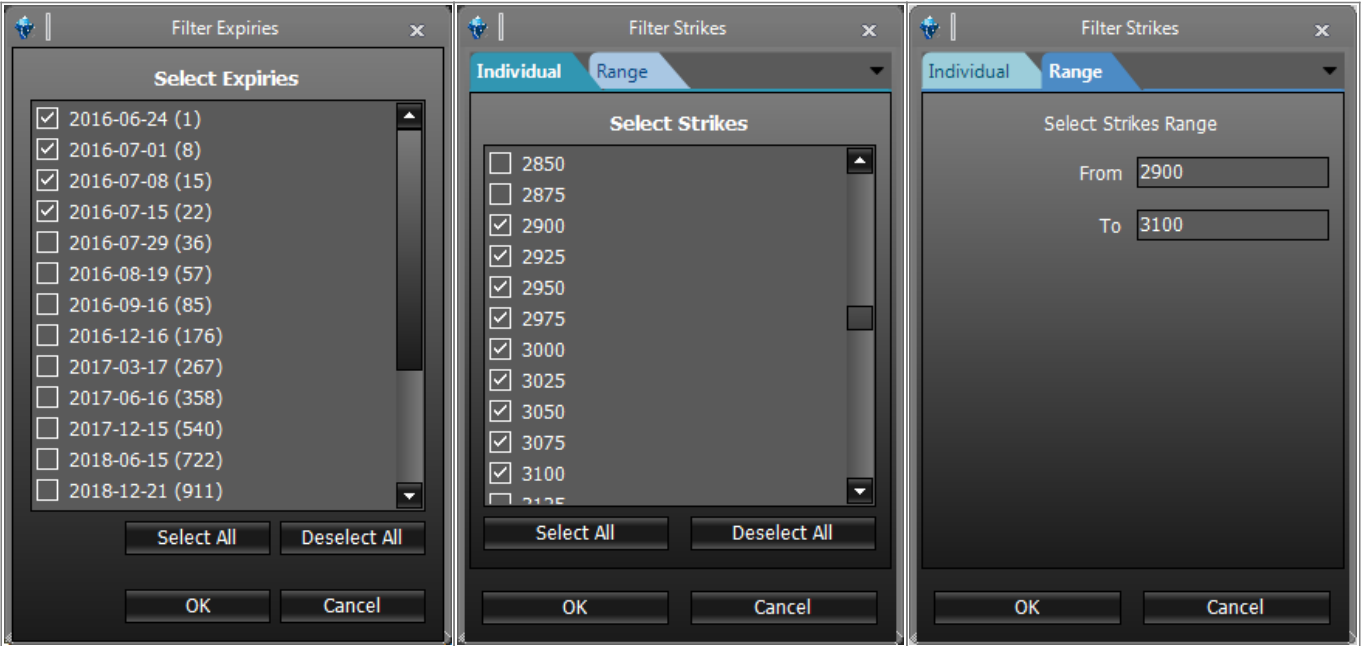 Filter Expiries
Select Expiries
2016-06-24 (1)
2016-07-01 (8)
2016-07-08 (15)
2016-07-15 (22)
2016-07-29 (36)
2016-08-19 (57)
2016-09-16 (85)
2016-12-16 (176)
2017-03-17 (267)
2017-06-16 (358)
2017-12-15 (540)
2018-06-15 (722)
2018-12-21 (911)
Select All Deselect All
OK Cancel
Filter Strikes
Individual Range
Select Strikes
2850
2875
2900
2925
2950
2975
3000
3025
3050
3075
3100
3125
Select All Deselect All
OK Cancel
Filter Strikes
Individual Range
Select Strikes Range
From 2900
To 3100
OK Cancel